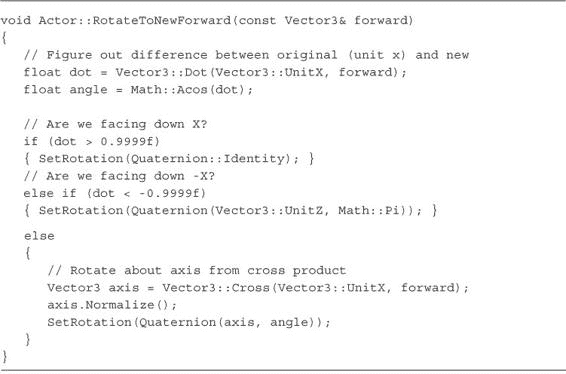 void Actor::RotateToNewForward(const Vector3& forward)
{
   // Figure out difference between original (unit x) and new
   float dot = Vector3::Dot(Vector3::UnitX, forward);
   float angle = Math::Acos(dot);

   // Are we facing down X?
   if (dot > 0.9999f)
   { SetRotation(Quaternion::Identity); }
   // Are we facing down -X?
   else if (dot < -0.9999f)
   { SetRotation(Quaternion(Vector3::UnitZ, Math::Pi)); }

   else
   {
      // Rotate about axis from cross product
      Vector3 axis = Vector3::Cross(Vector3::UnitX, forward);
      axis.Normalize();
      SetRotation(Quaternion(axis, angle));
   }
}